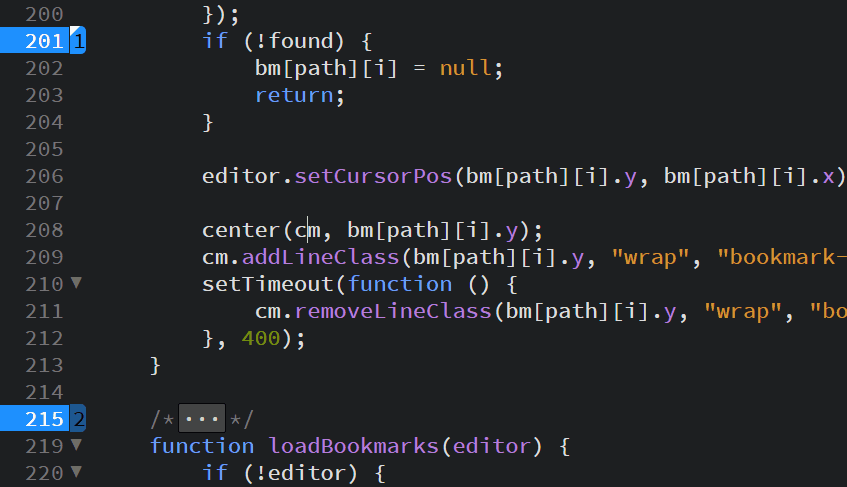 200 });
201 1 if (!found) {
202 bm[path][i] = null;
203 return;
204 }
205
206 editor.setCursorPos(bm[path][i].y, bm[path][i].x)
207
208 center(cm, bm[path][i].y);
209 cm.addLineClass(bm[path][i].y, "wrap", "bookmark-
210 setTimeout(function () {
211 cm.removeLineClass(bm[path][i].y, "wrap", "bo
212 }, 400);
213 }
214
215 2 /*...*/
219 function loadBookmarks(editor) {
220 if (!editor) {